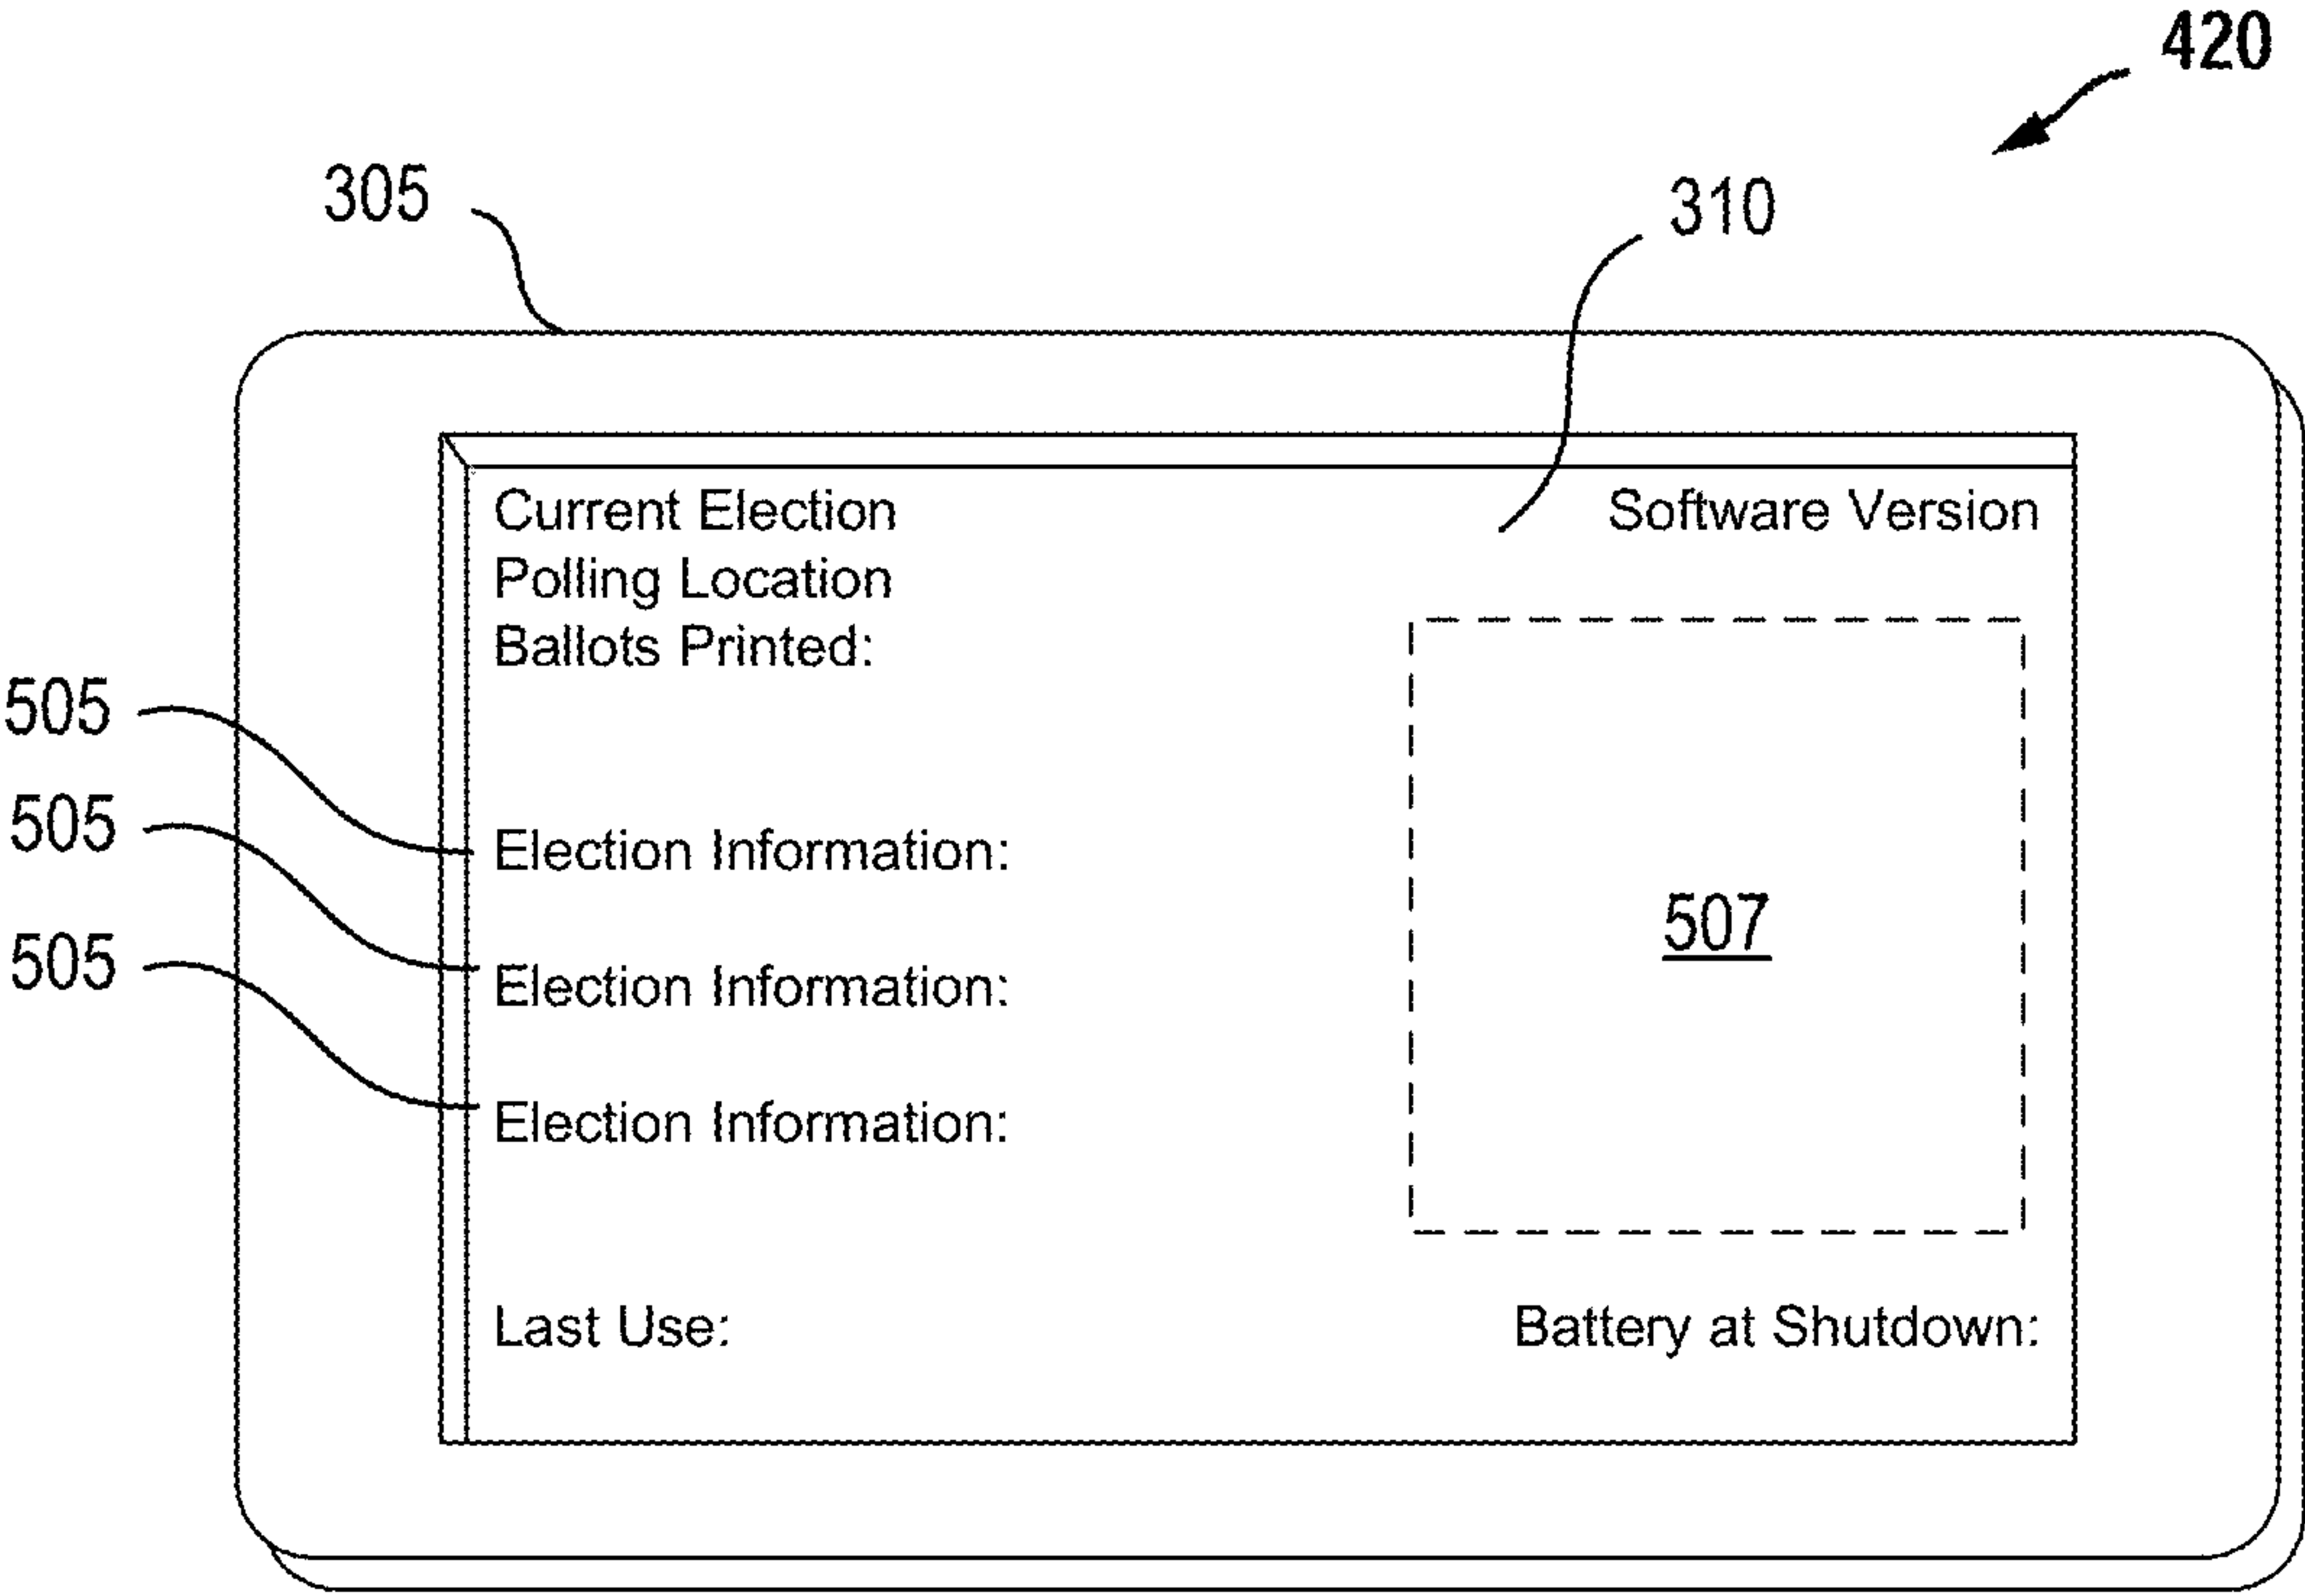 420
305
310
Current Election
Software Version
Polling Location
Ballots Printed:
505
505
505
Election Information:
Election Information:
Election Information:
507
Last Use:
Battery at Shutdown: